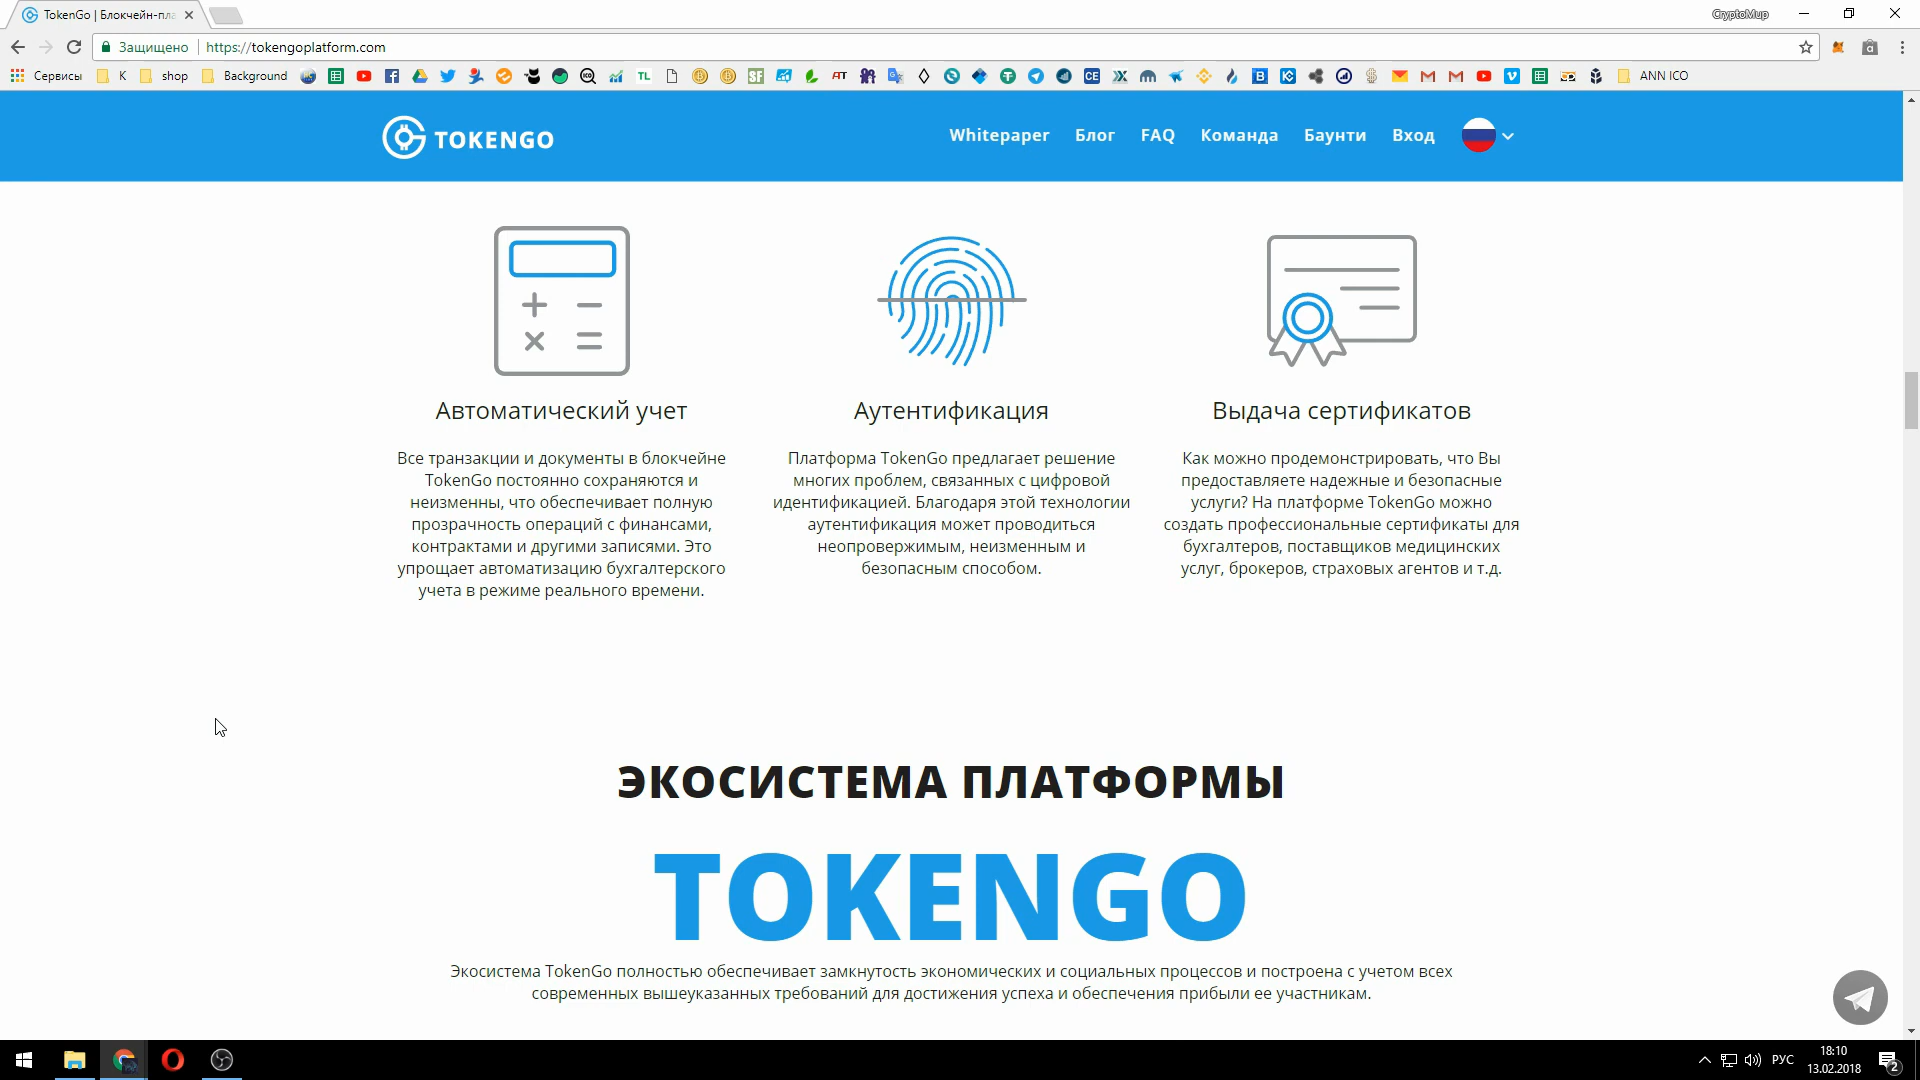 TokenGo | Блокчейн-пла
CryptoMup
Защищено
https://tokengoplatform.com
Сервисы
K
shop
Background
ANN ICO
TOKENGO
Whitepaper
Блог
FAQ
Команда
Баунти
Вход
Автоматический учет
Все транзакции и документы в блокчейне
TokenGo постоянно сохраняются и
неизменны, что обеспечивает полную
прозрачность операций с финансами,
контрактами и другими записями. Это
упрощает автоматизацию бухгалтерского
учета в режиме реального времени.
Аутентификация
Платформа TokenGo предлагает решение
многих проблем, связанных с цифровой
идентификацией. Благодаря этой технологии
аутентификация может проводиться
неопровержимым, неизменным и
безопасным способом.
Выдача сертификатов
Как можно продемонстрировать, что Вы
предоставляете надежные и безопасные
услуги? На платформе TokenGo можно
создать профессиональные сертификаты для
бухгалтеров, поставщиков медицинских
услуг, брокеров, страховых агентов и т.д.
ЭКОСИСТЕМА ПЛАТФОРМЫ
TOKENGO
Экосистема TokenGo полностью обеспечивает замкнутость экономических и социальных процессов и построена с учетом всех
современных вышеуказанных требований для достижения успеха и обеспечения прибыли ее участникам.
РУС
18:10
13.02.2018
2